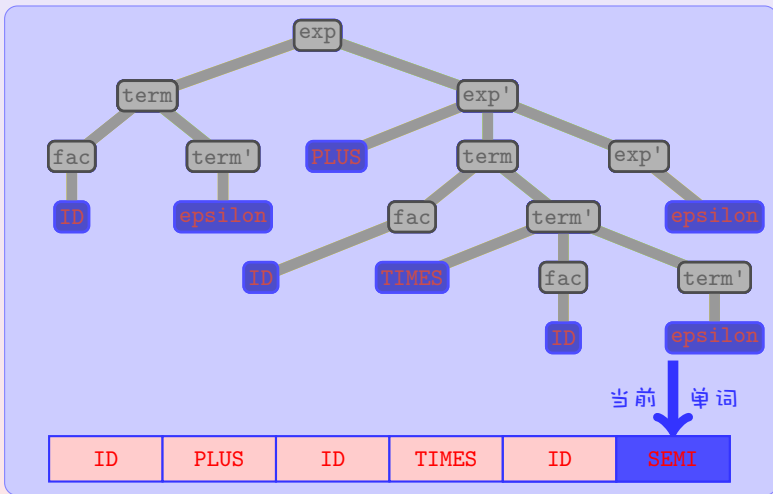 exp
term exp'
fac term' PLUS term exp'
ID epsilon fac term' epsilon
ID TIMES fac term'
ID epsilon
当前 单词
ID PLUS ID TIMES ID SEMI